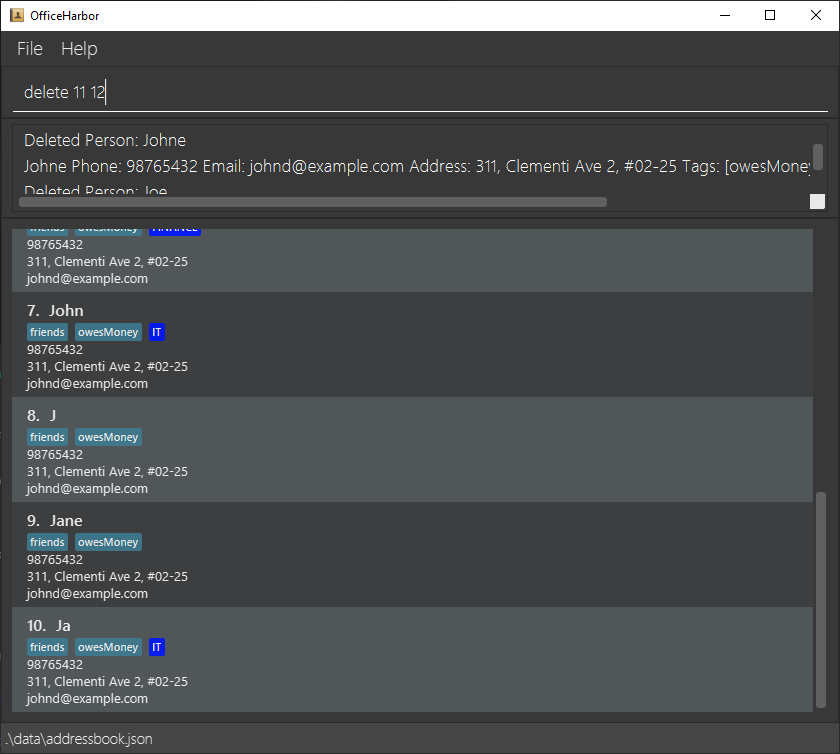 OfficeHarbor
File Help
delete 11 12
Deleted Person: Johne
Johne Phone: 98765432 Email: johnd@example.com Address: 311, Clementi Ave 2, #02-25 Tags: [owesMoney
Deleted Person: Joe
friends owesMoney FINANCE
98765432
311, Clementi Ave 2, #02-25
johnd@example.com
7. John
friends owesMoney IT
98765432
311, Clementi Ave 2, #02-25
johnd@example.com
8. J
friends owesMoney
98765432
311, Clementi Ave 2, #02-25
johnd@example.com
9. Jane
friends owesMoney
98765432
311, Clementi Ave 2, #02-25
johnd@example.com
10. Ja
friends owesMoney IT
98765432
311, Clementi Ave 2, #02-25
johnd@example.com
.\data\addressbook.json